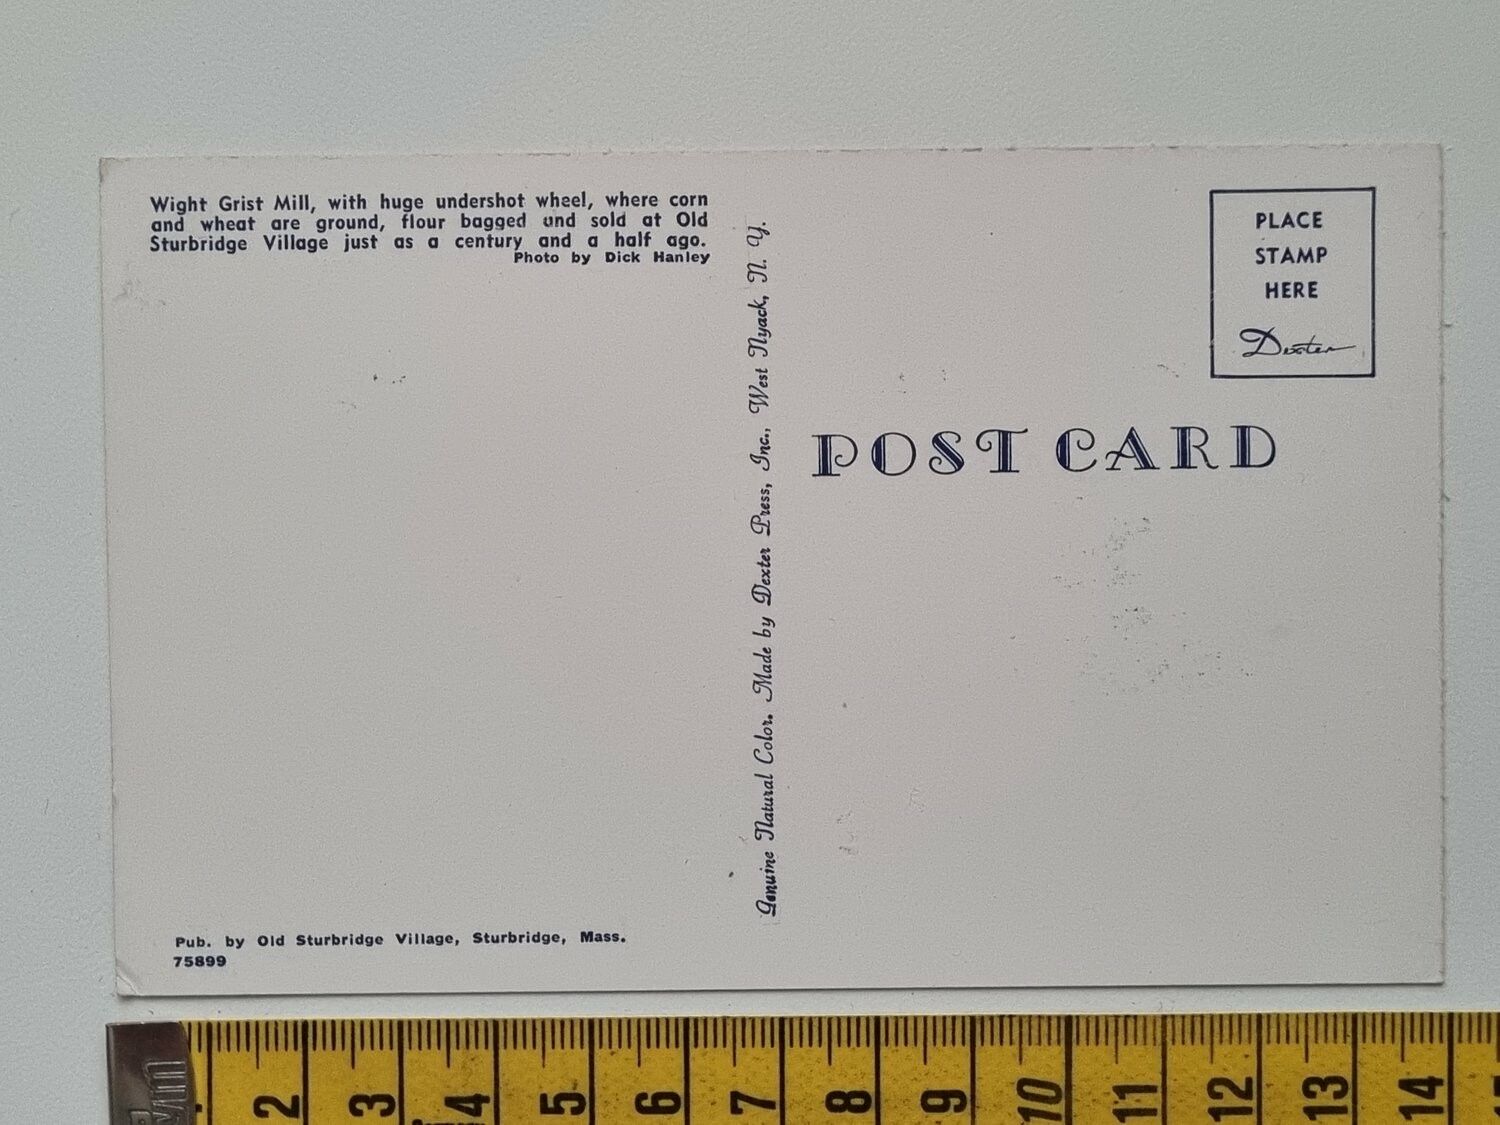 Wight Grist Mill, with huge undershot wheel, where corn
and wheat are ground, flour bagged and sold at Old
Sturbridge Village just as a century and a half ago.
Photo by Dick Hanley
Genuine Natural Color. Made by Dexter Press, Inc., West Nyack, N. Y.
PLACE
STAMP
HERE
Dexter
POST CARD
Pub. by Old Sturbridge Village, Sturbridge, Mass.
75899
2 3 4 5 6 7 8 9 10 11 12 13 14